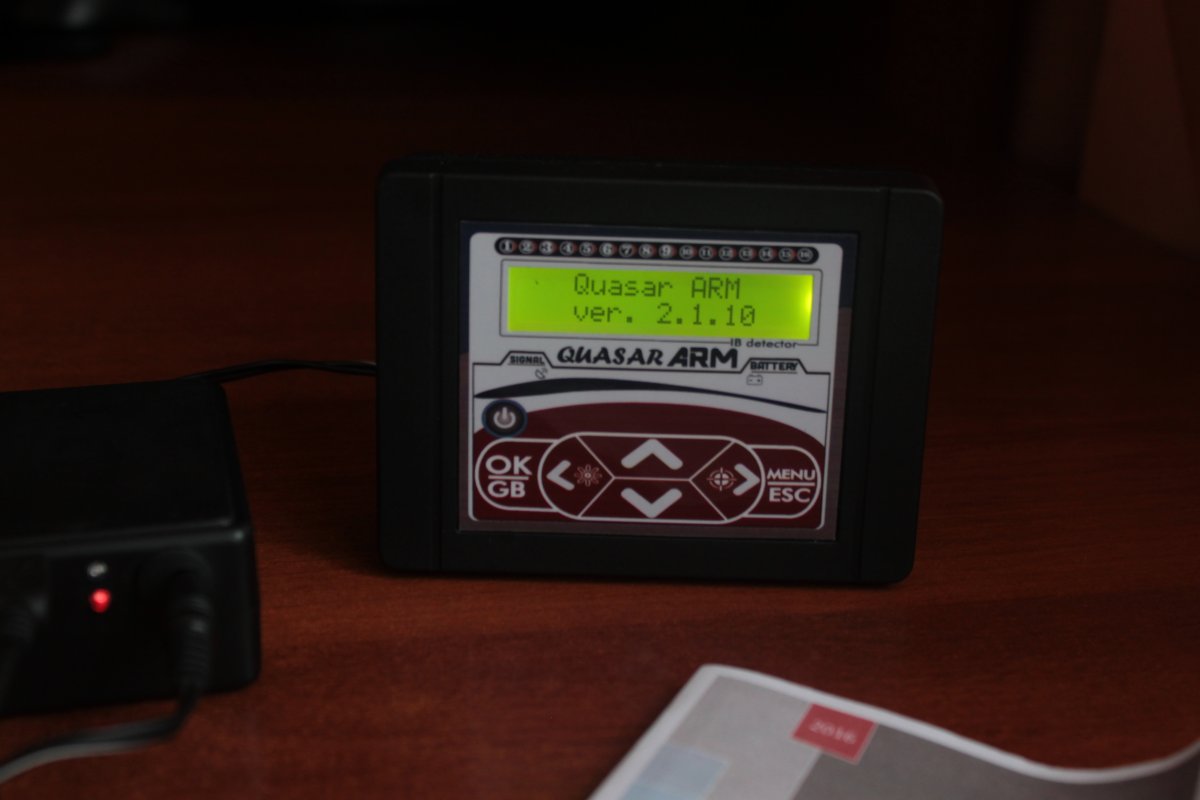 1 2 3 4 5 6 7 8 9 10 11 12 13 14 15 16
Quasar ARM
ver. 2.1.10
IB detector
SIGNAL
QUASAR ARM
BATTERY
OK
GB
MENU
ESC
2016